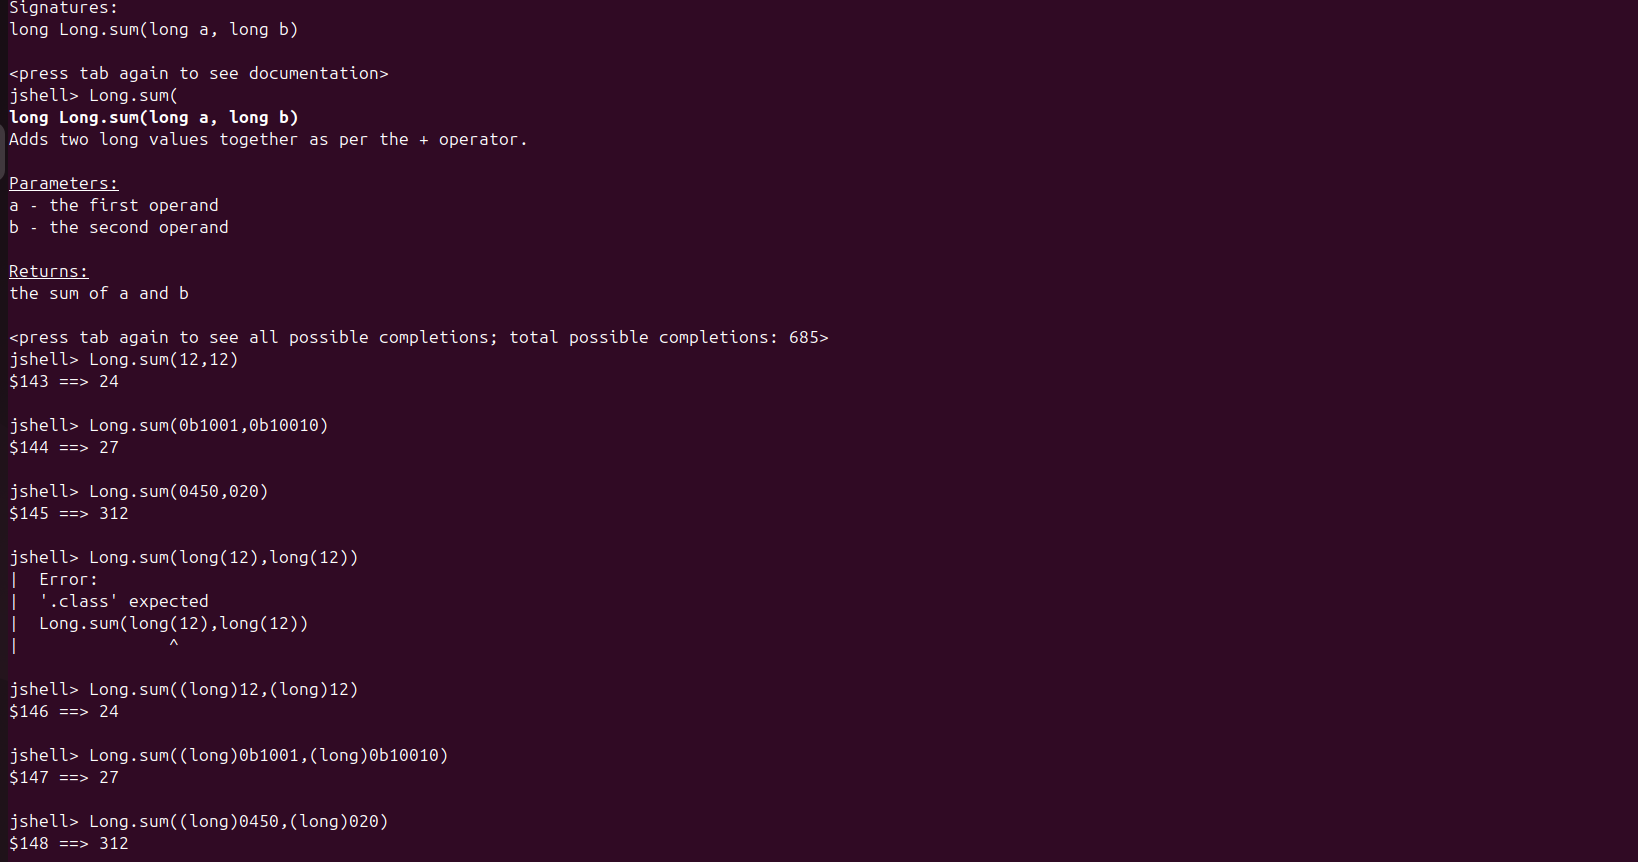 Signatures:
long Long.sum(long a, long b)
<press tab again to see documentation>
jshell> Long.sum(
long Long.sum(long a, long b)
Adds two long values together as per the + operator.
Parameters:
a - the first operand
b - the second operand
Returns:
the sum of a and b
<press tab again to see all possible completions; total possible completions: 685>
jshell> Long.sum(12,12)
$143 ==> 24
jshell> Long.sum(0b1001,0b10010)
$144 ==> 27
jshell> Long.sum(0450,020)
$145 ==> 312
jshell> Long.sum(long(12),long(12))
|  Error:
|  '.class' expected
|  Long.sum(long(12),long(12))
|               ^
jshell> Long.sum((long)12,(long)12)
$146 ==> 24
jshell> Long.sum((long)0b1001,(long)0b10010)
$147 ==> 27
jshell> Long.sum((long)0450,(long)020)
$148 ==> 312